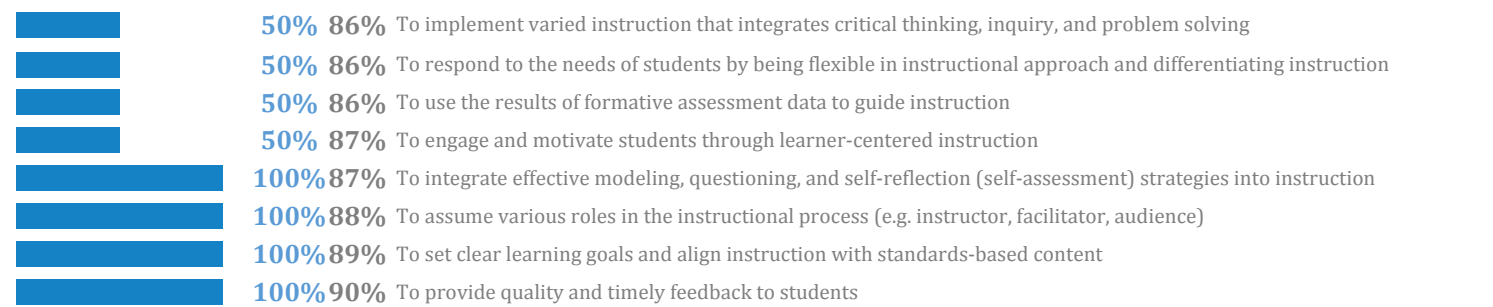 50% 86% To implement varied instruction that integrates critical thinking, inquiry, and problem solving
50% 86% To respond to the needs of students by being flexible in instructional approach and differentiating instruction
50% 86% To use the results of formative assessment data to guide instruction
50% 87% To engage and motivate students through learner-centered instruction
100% 87% To integrate effective modeling, questioning, and self-reflection (self-assessment) strategies into instruction
100% 88% To assume various roles in the instructional process (e.g. instructor, facilitator, audience)
100% 89% To set clear learning goals and align instruction with standards-based content
100% 90% To provide quality and timely feedback to students